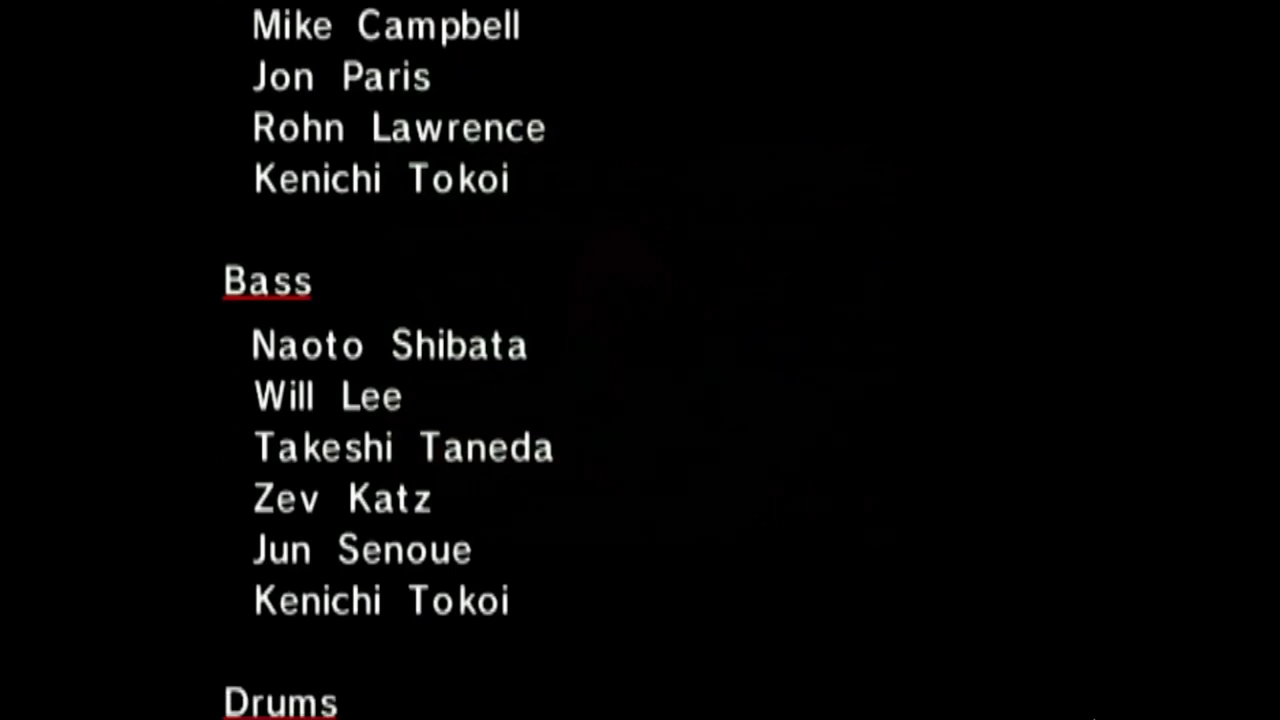 Mike Campbell
Jon Paris
Rohn Lawrence
Kenichi Tokoi
Bass
Naoto Shibata
Will Lee
Takeshi Taneda
Zev Katz
Jun Senoue
Kenichi Tokoi
Drums